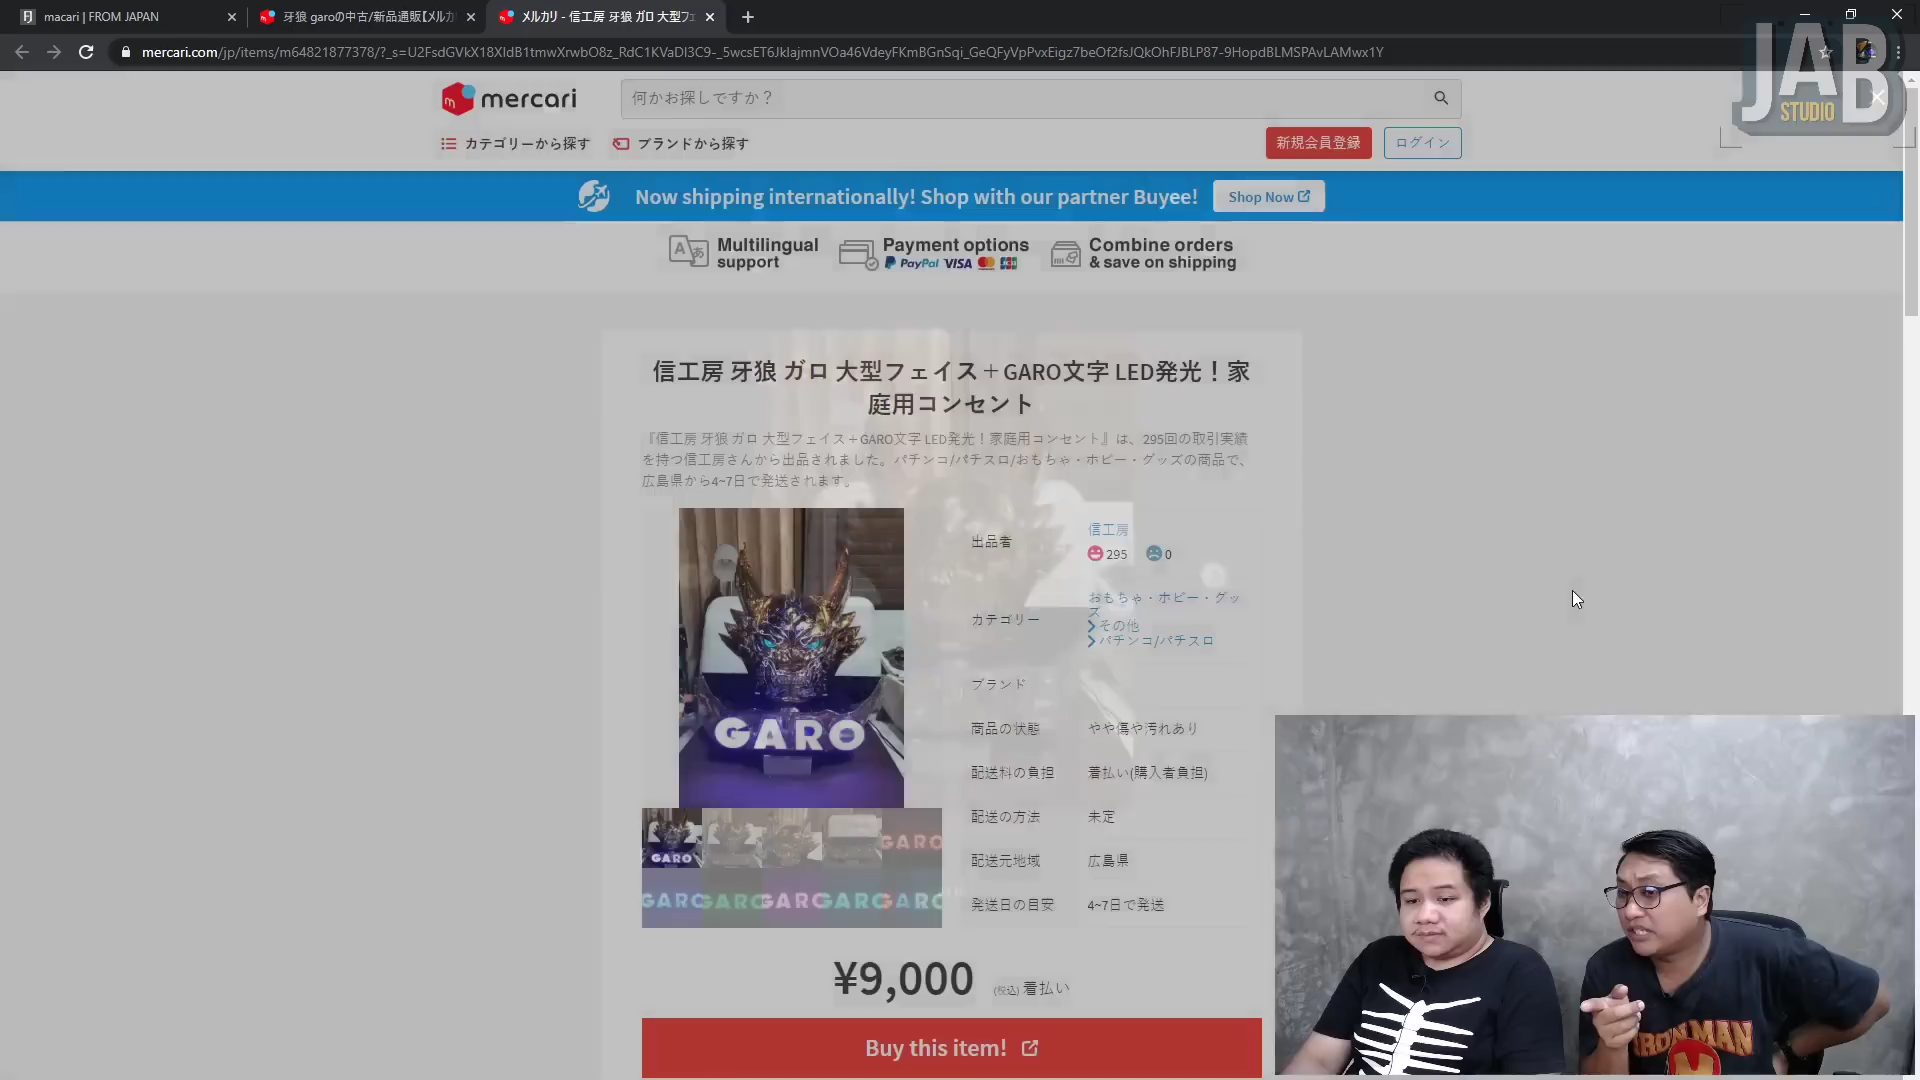 macari | FROM JAPAN
牙狼 garoの中古/新品通販【メルカ
メルカリ - 信工房 牙狼 ガロ 大型フェ
JAB
STUDIO
mercari
何かお探しですか？
カテゴリーから探す
ブランドから探す
新規会員登録
ログイン
Now shipping internationally! Shop with our partner Buyee!
Shop Now
Multilingual
support
Payment options
PayPal VISA
Combine orders
& save on shipping
信工房 牙狼 ガロ 大型フェイス＋GARO文字 LED発光！家
庭用コンセント
『信工房 牙狼 ガロ 大型フェイス＋GARO文字 LED発光！家庭用コンセント』は、295回の取引実績
を持つ信工房さんから出品されました。パチンコ/パチスロ/おもちゃ・ホビー・グッズの商品で、
広島県から4~7日で発送されます。
GARO
GARO
GARO
GARO
GARO
GARO
GARO
GARO
出品者
信工房
295
0
カテゴリー
おもちゃ・ホビー・グッ
ズ
その他
パチンコ/パチスロ
ブランド
商品の状態
やや傷や汚れあり
配送料の負担
着払い(購入者負担)
配送の方法
未定
配送元地域
広島県
発送日の目安
4~7日で発送
¥9,000
(税込) 着払い
Buy this item!
IRON MAN